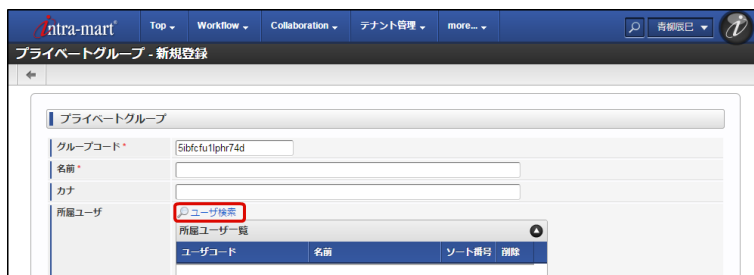 intra-mart Top Workflow Collaboration テナント管理 more... 青柳辰巳
プライベートグループ - 新規登録
プライベートグループ
グループコード* 5ibfcfu1lphr74d
名前*
カナ
所属ユーザ ユーザ検索
所属ユーザ一覧
ユーザコード 名前 ソート番号 削除